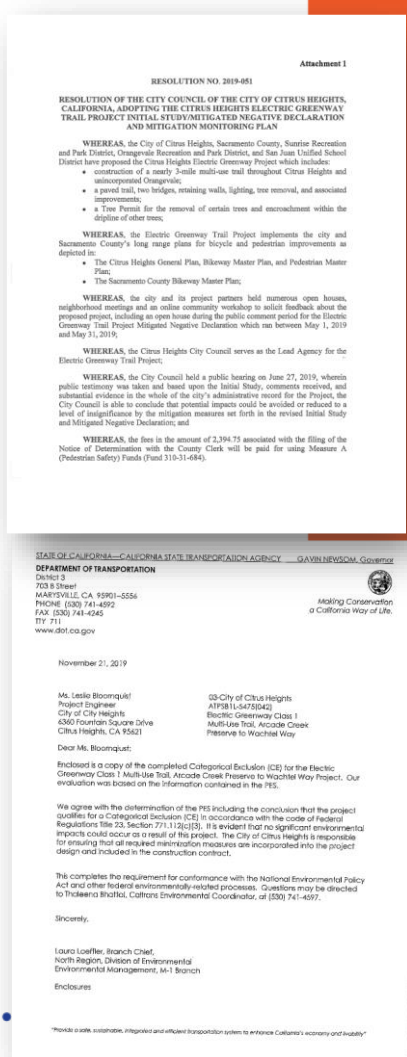 Attachment 1
RESOLUTION NO. 2019-051
RESOLUTION OF THE CITY COUNCIL OF THE CITY OF CITRUS HEIGHTS,
CALIFORNIA, ADOPTING THE CITRUS HEIGHTS ELECTRIC GREENWAY
TRAIL PROJECT INITIAL STUDY/MITIGATED NEGATIVE DECLARATION
AND MITIGATION MONITORING PLAN
WHEREAS, the City of Citrus Heights, Sacramento County, Sunrise Recreation
and Park District, Orangevale Recreation and Park District, and San Juan Unified School
District have proposed the Citrus Heights Electric Greenway Project which includes:
• construction of a nearly 3-mile multi-use trail throughout Citrus Heights and
unincorporated Orangevale;
• a paved trail, two bridges, retaining walls, lighting, tree removal, and associated
improvements;
• a Tree Permit for the removal of certain trees and encroachment within the
dripline of other trees;
WHEREAS, the Electric Greenway Trail Project implements the city and
Sacramento County's long range plans for bicycle and pedestrian improvements as
depicted in:
• The Citrus Heights General Plan, Bikeway Master Plan, and Pedestrian Master
Plan;
• The Sacramento County Bikeway Master Plan;
WHEREAS, the city and its project partners held numerous open houses,
neighborhood meetings and an online community workshop to solicit feedback about the
proposed project, including an open house during the public comment period for the Electric
Greenway Trail Project Mitigated Negative Declaration which ran between May 1, 2019
and May 31, 2019;
WHEREAS, the Citrus Heights City Council serves as the Lead Agency for the
Electric Greenway Trail Project;
WHEREAS, the City Council held a public hearing on June 27, 2019, wherein
public testimony was taken and based upon the Initial Study, comments received, and
substantial evidence in the whole of the city's administrative record for the Project, the
City Council is able to conclude that potential impacts could be avoided or reduced to a
level of insignificance by the mitigation measures set forth in the revised Initial Study
and Mitigated Negative Declaration; and
WHEREAS, the fees in the amount of 2,394.75 associated with the filing of the
Notice of Determination with the County Clerk will be paid for using Measure A
(Pedestrian Safety) Funds (Fund 310-31-684).
STATE OF CALIFORNIA—CALIFORNIA STATE TRANSPORTATION AGENCY GAVIN NEWSOM, Governor
DEPARTMENT OF TRANSPORTATION
District 3
703 B Street
MARYSVILLE, CA 95901–5556
PHONE (530) 741-4592
FAX (530) 741-4245
TTY 711
www.dot.ca.gov
Making Conservation
a California Way of Life.
November 21, 2019
Ms. Leslie Bloomquist
Project Engineer
City of City Heights
6360 Fountain Square Drive
Citrus Heights, CA 95621
03-City of Citrus Heights
ATPSB1L-5475(042)
Electric Greenway Class 1
Multi-Use Trail, Arcade Creek
Preserve to Wachtel Way
Dear Ms. Bloomqiust:
Enclosed is a copy of the completed Categorical Exclusion (CE) for the Electric
Greenway Class 1 Multi-Use Trail, Arcade Creek Preserve to Wachtel Way Project. Our
evaluation was based on the information contained in the PES.
We agree with the determination of the PES including the conclusion that the project
qualifies for a Categorical Exclusion (CE) in accordance with the code of Federal
Regulations Title 23, Section 771.112(c)(3). It is evident that no significant environmental
impacts could occur as a result of this project. The City of Citrus Heights is responsible
for ensuring that all required minimization measures are incorporated into the project
design and included in the construction contract.
This completes the requirement for conformance with the National Environmental Policy
Act and other federal environmentally-related processes. Questions may be directed
to Thaleena Bhattal, Caltrans Environmental Coordinator, at (530) 741-4597.
Sincerely,
Laura Loeffler, Branch Chief,
North Region, Division of Environmental
Environmental Management, M-1 Branch
Enclosures
"Provide a safe, sustainable, integrated and efficient transportation system to enhance California's economy and livability"